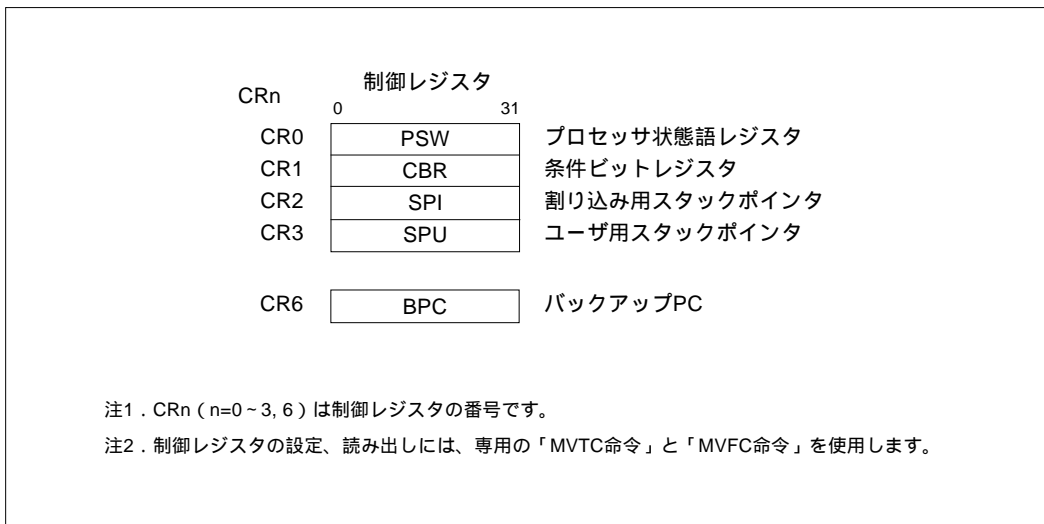 制御レジスタ
CRn
0 31
CR0 PSW プロセッサ状態語レジスタ
CR1 CBR 条件ビットレジスタ
CR2 SPI 割り込み用スタックポインタ
CR3 SPU ユーザ用スタックポインタ
CR6 BPC バックアップPC
注1．CRn（n=0～3, 6）は制御レジスタの番号です。
注2．制御レジスタの設定、読み出しには、専用の「MVTC命令」と「MVFC命令」を使用します。